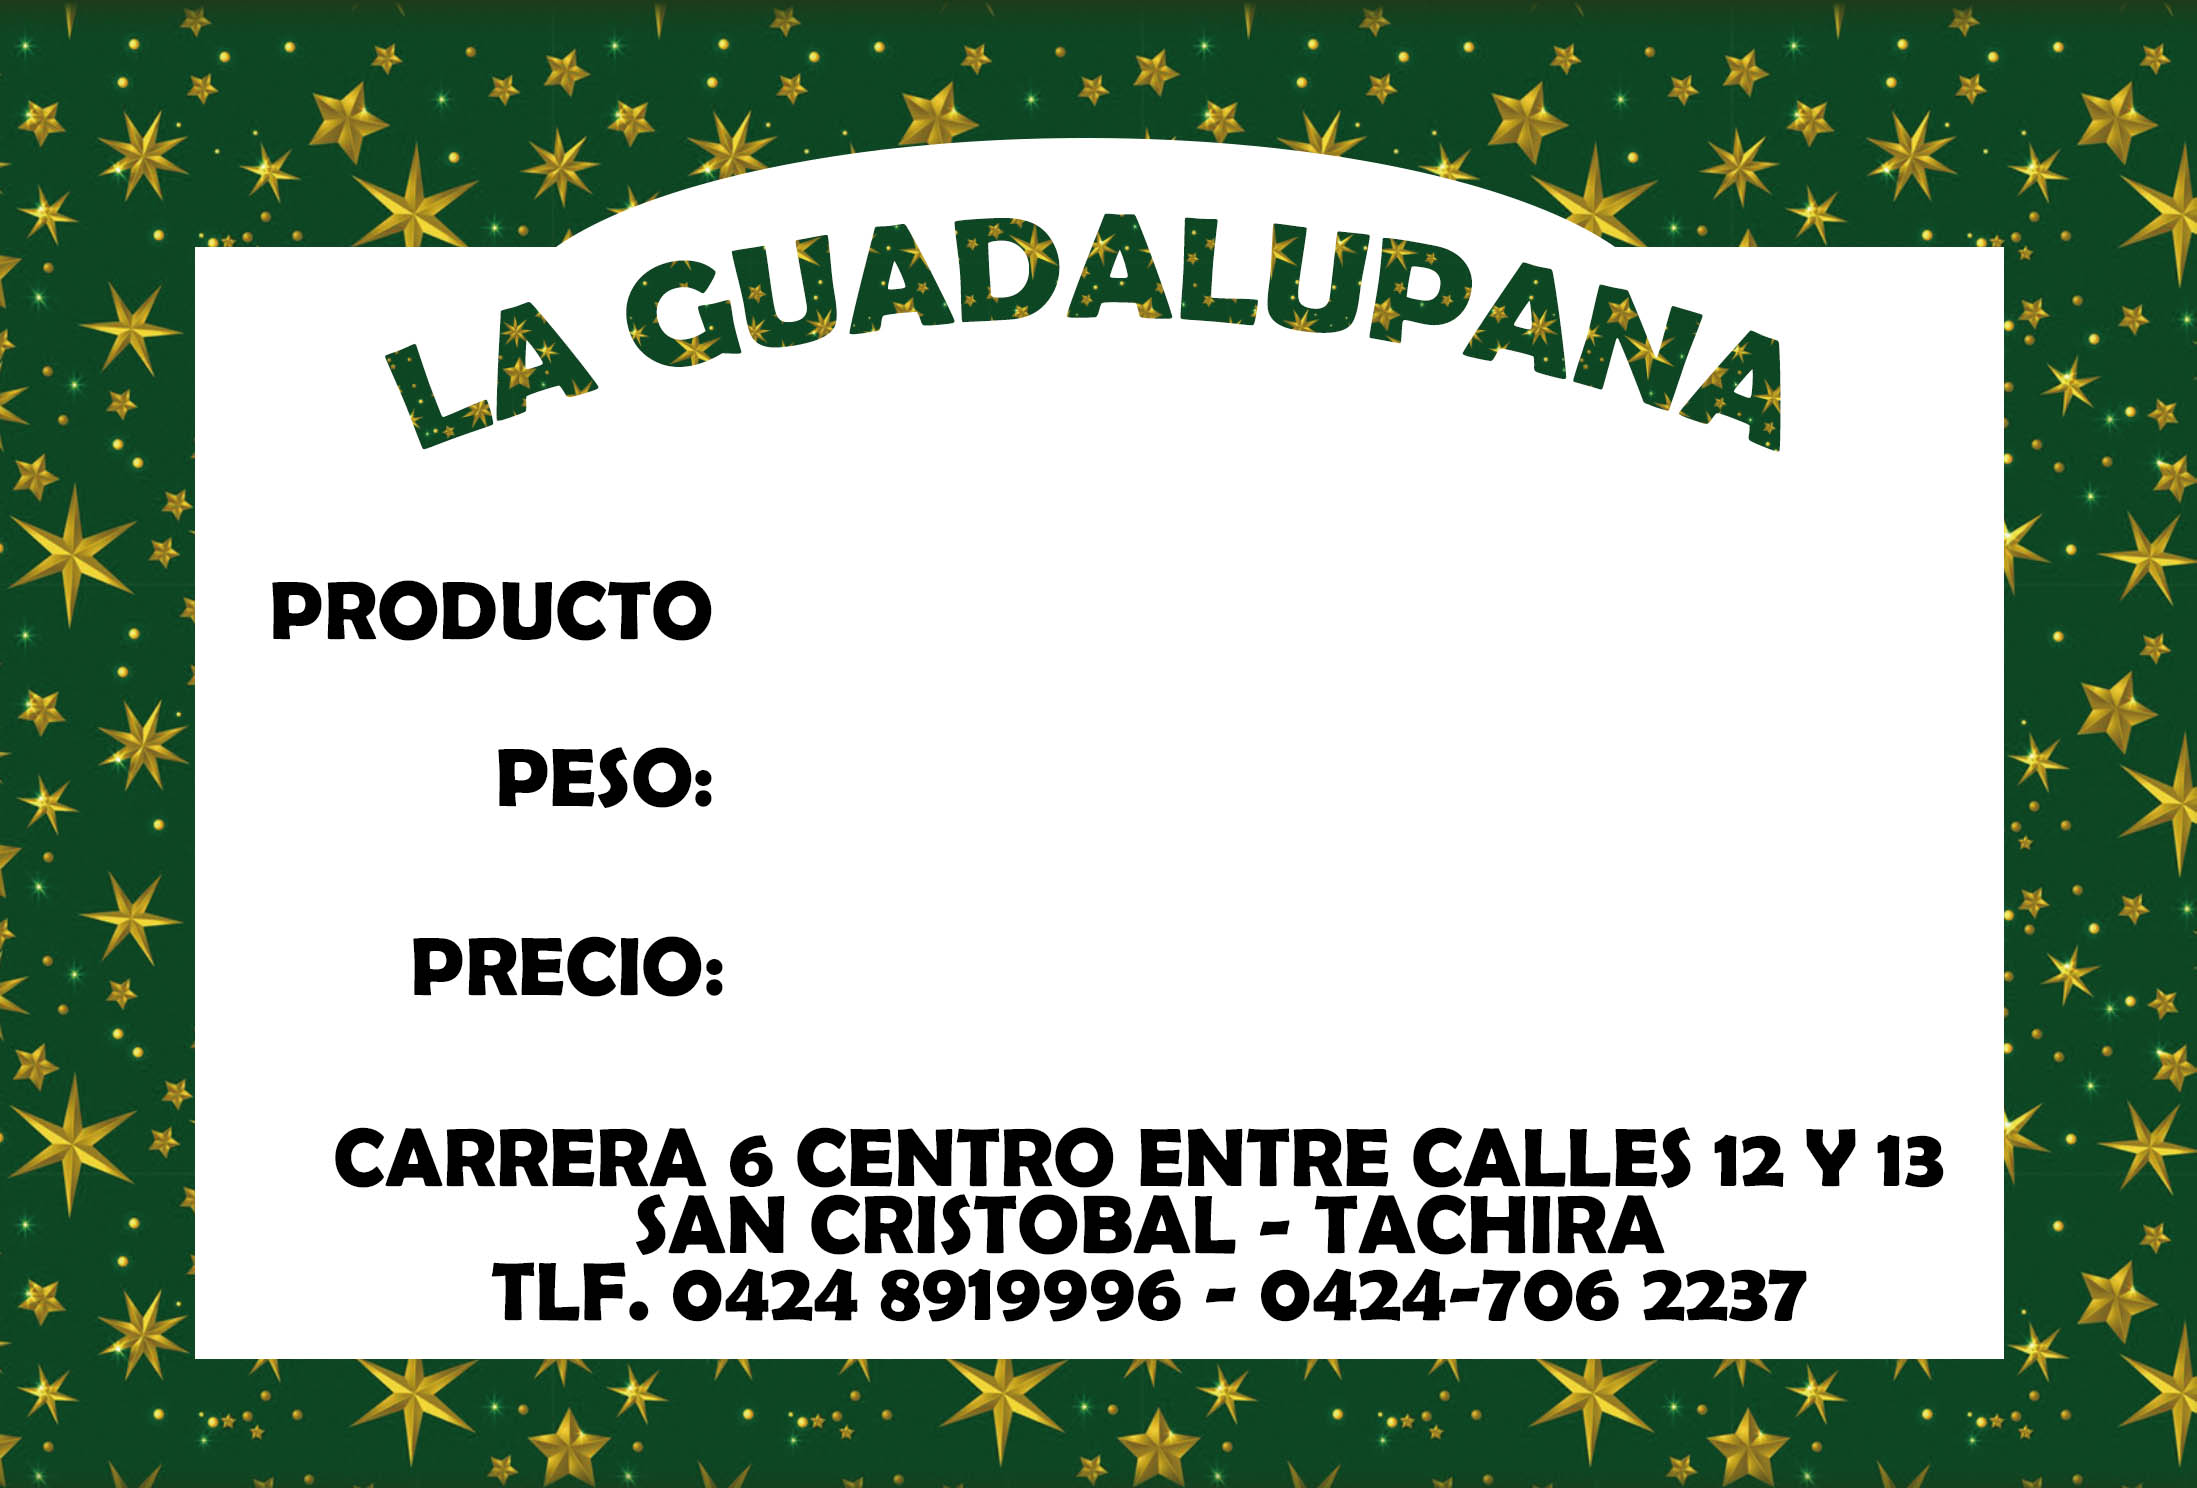 LA GUADALUPANA
PRODUCTO
PESO:
PRECIO:
CARRERA 6 CENTRO ENTRE CALLES 12 Y 13
SAN CRISTOBAL - TACHIRA
TLF. 0424 8919996 - 0424-706 2237